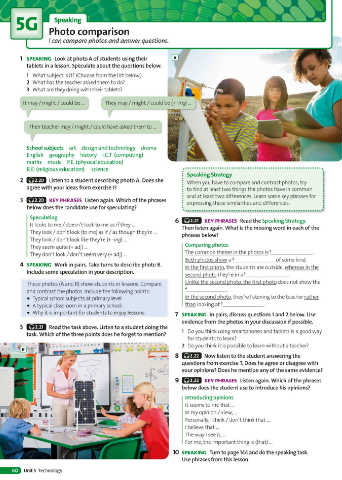 5G
Speaking
Photo comparison
I can compare photos and answer questions.
1 SPEAKING Look at photo A of students using their
tablets in a lesson. Speculate about the questions below.
1 What subject is it? (Choose from the list below.)
2 What has the teacher asked them to do?
3 What are they doing with their tablets?
It may / might / could be …
They may / might / could be (+ -ing) …
Their teacher may / might / could have asked them to …
School subjects art design and technology drama
English geography history ICT (computing)
maths music P.E. (physical education)
R.E. (religious education) science
2 Listen to a student describing photo A. Does she
agree with your ideas from exercise 1?
3 KEY PHRASES Listen again. Which of the phrases
below does the candidate use for speculating?
Speculating
It looks to me / doesn't look to me as if they …
They look / don't look (to me) as if / as though they're …
They look / don't look like they're (+ -ing) …
They seem quite (+ adj) …
They don't look / don't seem very (+ adj) …
4 SPEAKING Work in pairs. Take turns to describe photo B.
Include some speculation in your description.
These photos (A and B) show students in lessons. Compare
and contrast the photos. Include the following points:
• Typical school subjects at primary level
• A typical classroom in a primary school
• Why it is important for students to enjoy lessons
5 Read the task above. Listen to a student doing the
task. Which of the three points does he forget to mention?
A
Speaking Strategy
When you have to compare and contrast photos, try
to find at least two things the photos have in common
and at least two differences. Learn some key phrases for
expressing these similarities and differences.
6 KEY PHRASES Read the Speaking Strategy.
Then listen again. What is the missing word in each of the
phrases below?
Comparing photos
The common theme in the photos is
Both photos show a of some kind.
In the first photo, the students are outside, whereas in the
second photo they're in a
Unlike the second photo, the first photo does not show the
In the second photo, they're listening to the teacher rather
than looking at
7 SPEAKING In pairs, discuss questions 1 and 2 below. Use
evidence from the photos in your discussion if possible.
1 Do you think using smartphones and tablets is a good way
for students to learn?
2 Do you think it is possible to learn without a teacher?
8 Now listen to the student answering the
questions from exercise 7. Does he agree or disagree with
your opinions? Does he mention any of the same evidence?
9 KEY PHRASES Listen again. Which of the phrases
below does the student use to introduce his opinions?
Introducing opinions
It seems to me that …
In my opinion / view, …
Personally, I think / don't think that …
I believe that …
The way I see it, …
For me, the important thing is (that) …
10 SPEAKING Turn to page 144 and do the speaking task.
Use phrases from this lesson.
B
60 Unit 5 Technology